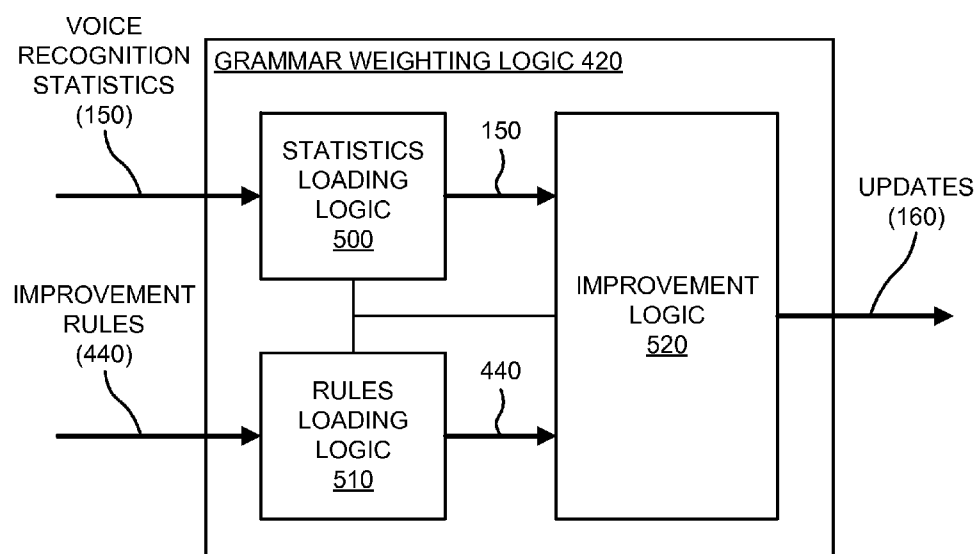 VOICE
RECOGNITION
STATISTICS
(150)
GRAMMAR WEIGHTING LOGIC 420
STATISTICS
LOADING
LOGIC
500
150
IMPROVEMENT
LOGIC
520
UPDATES
(160)
IMPROVEMENT
RULES
(440)
RULES
LOADING
LOGIC
510
440